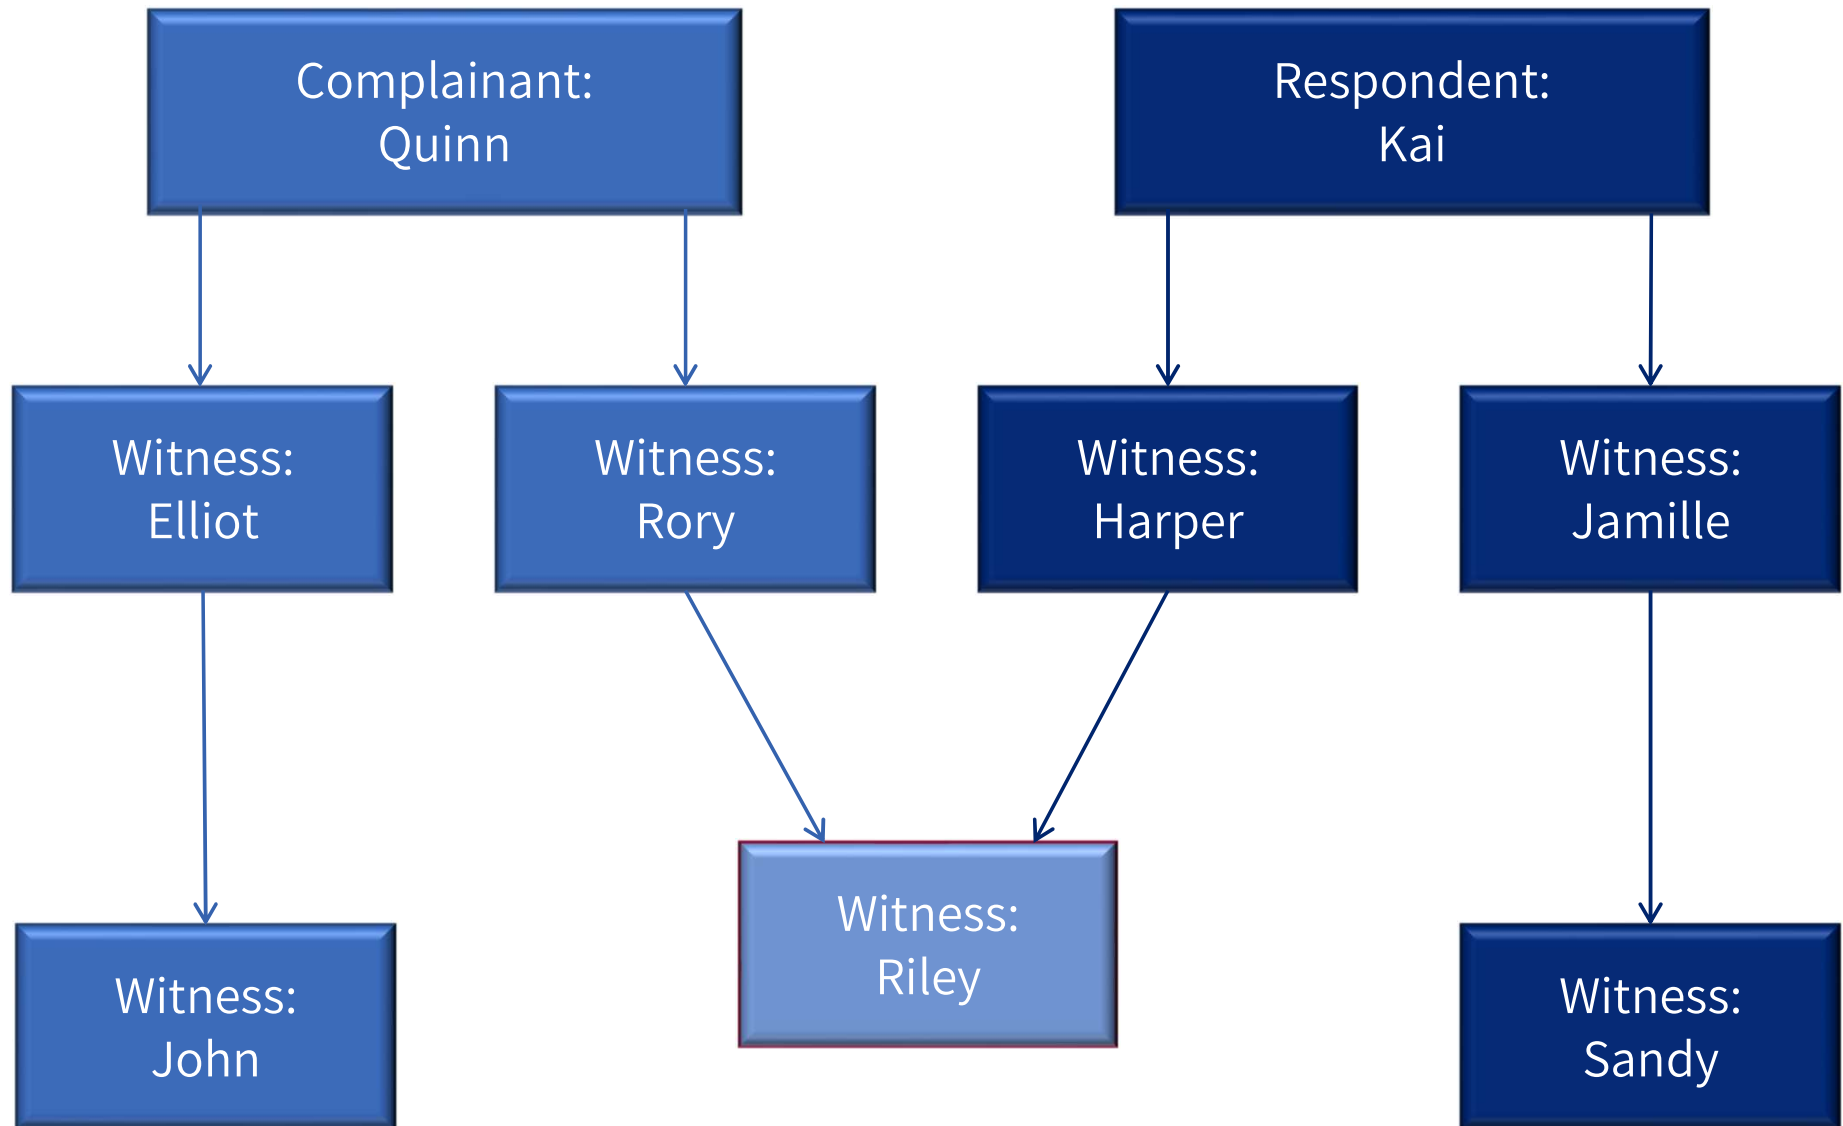 Complainant:
Quinn
Respondent:
Kai
Witness:
Elliot
Witness:
Rory
Witness:
Harper
Witness:
Jamille
Witness:
Riley
Witness:
John
Witness:
Sandy